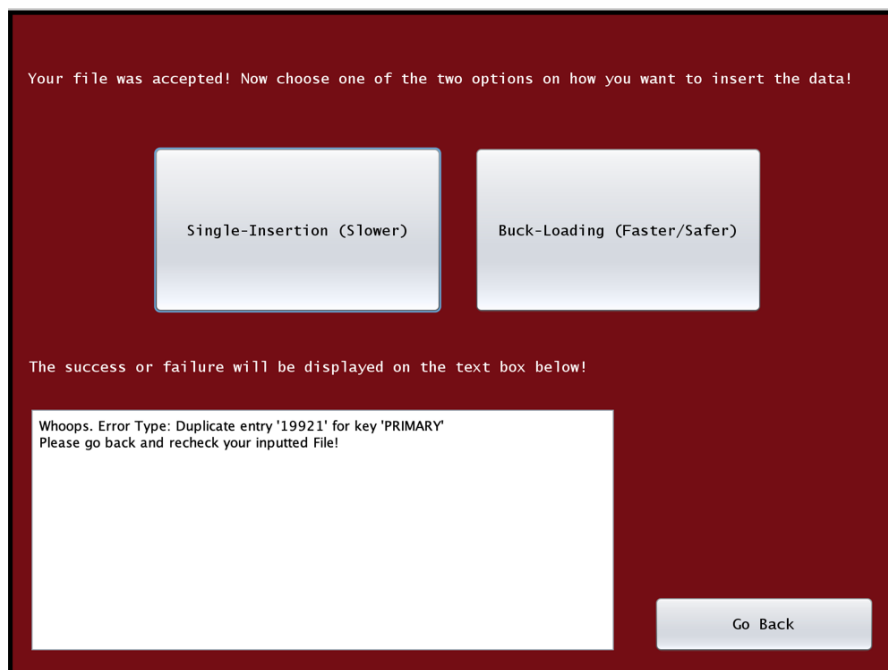 Your file was accepted! Now choose one of the two options on how you want to insert the data!
Single-Insertion (Slower)
Buck-Loading (Faster/Safer)
The success or failure will be displayed on the text box below!
Whoops. Error Type: Duplicate entry '19921' for key 'PRIMARY'
Please go back and recheck your inputted File!
Go Back